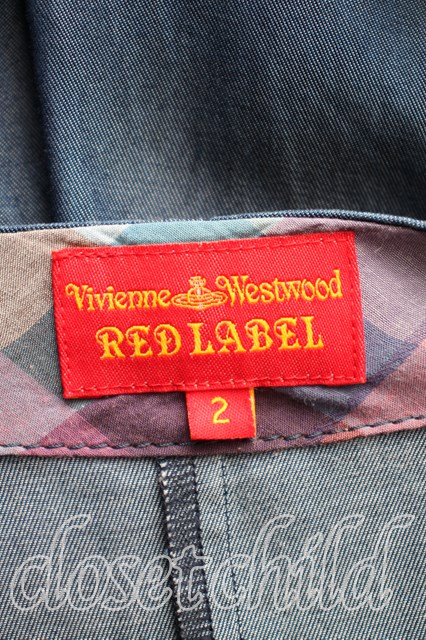 Vivienne Westwood
RED LABEL
2
closetchild